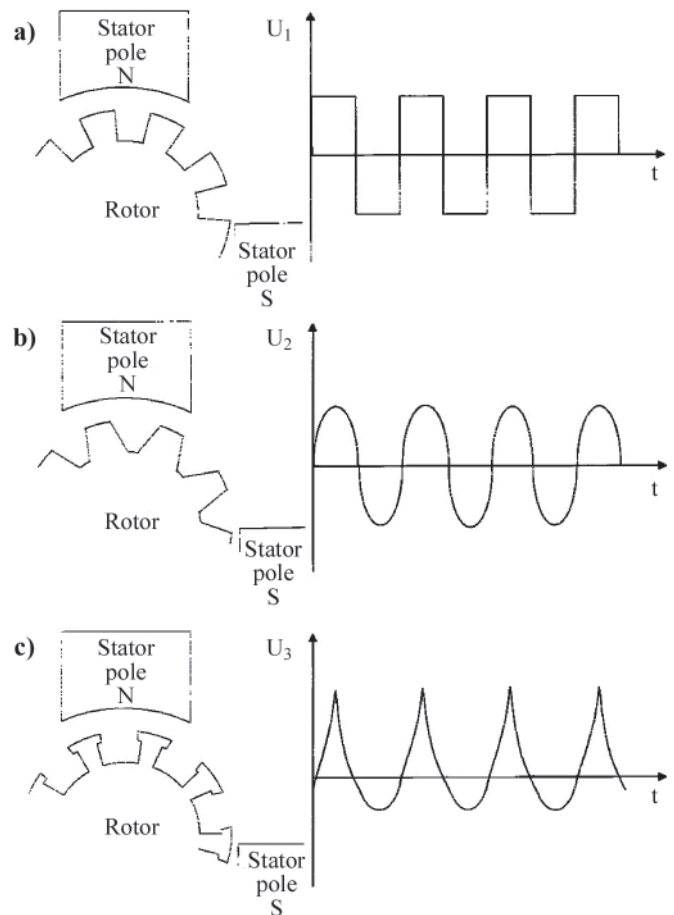 a)
Stator
pole
N
Rotor
Stator
pole
S
U₁
t
b)
Stator
pole
N
Rotor
Stator
pole
S
U₂
t
c)
Stator
pole
N
Rotor
Stator
pole
S
U₃
t